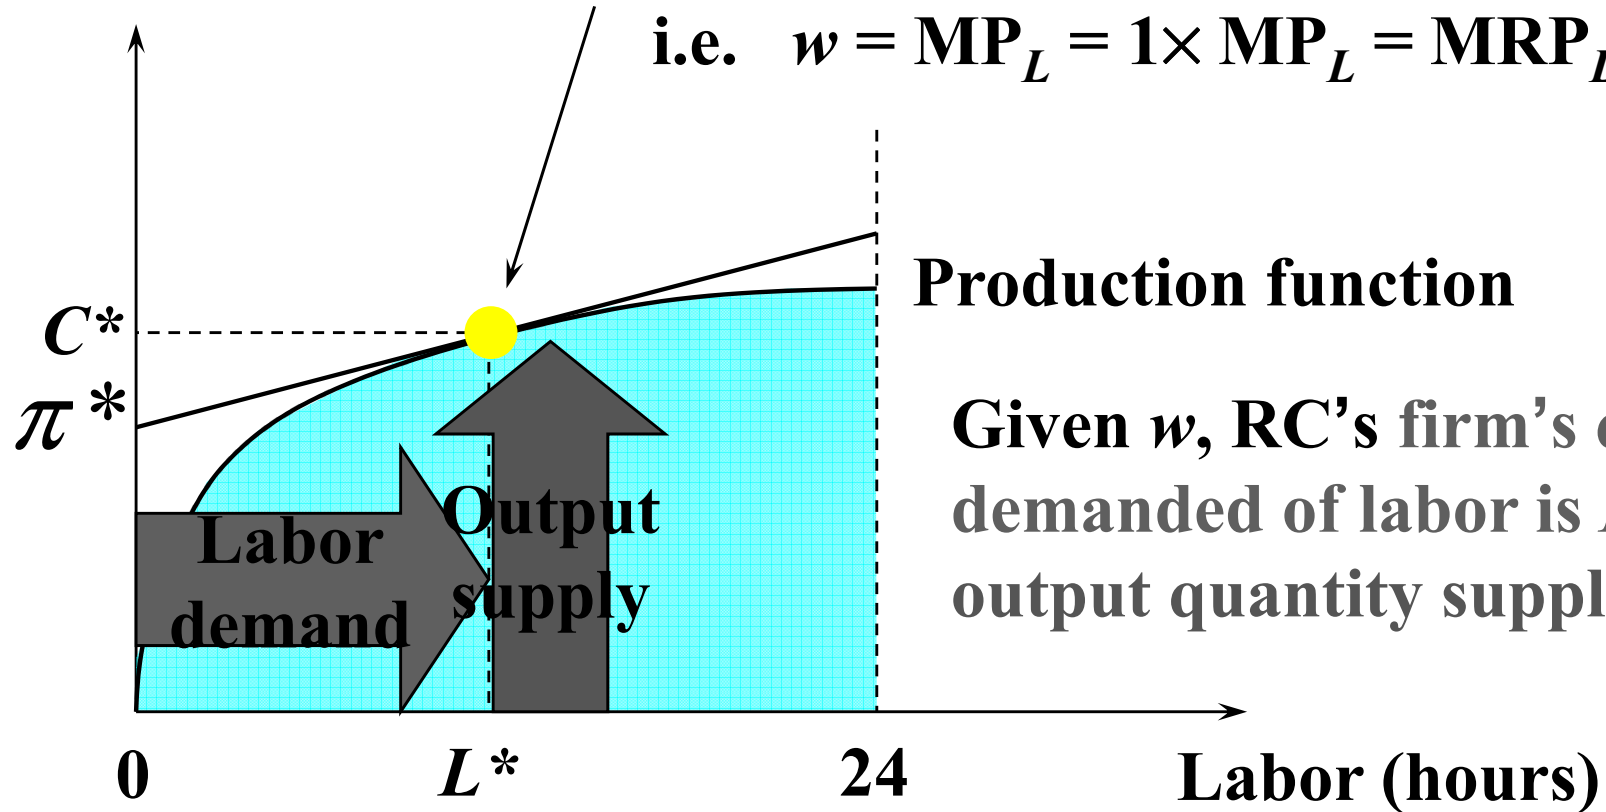 i.e. w = MP_L = 1× MP_L = MRP_L
Production function
C*
π*
Given w, RC’s firm’s
demanded of labor is
output quantity suppl
Labor
demand
Output
supply
0
L*
24
Labor (hours)